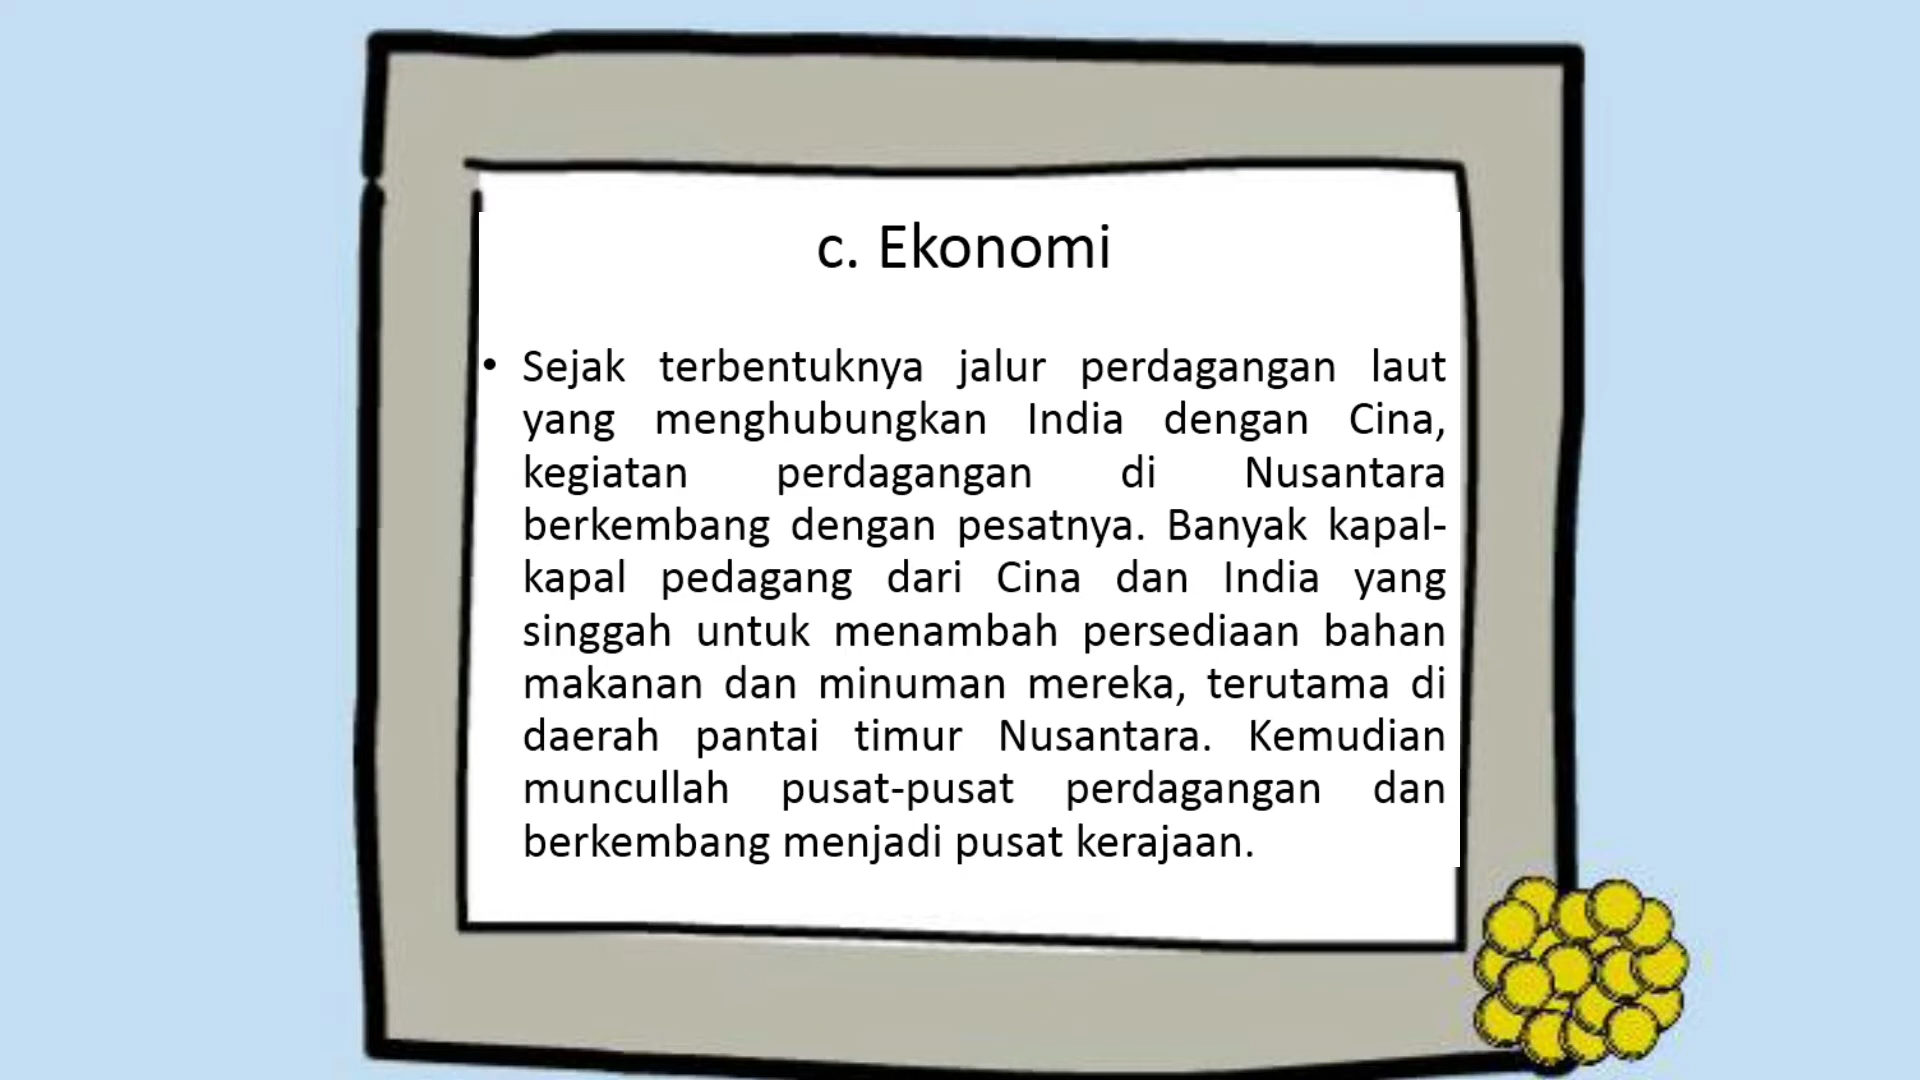 c. Ekonomi
• Sejak terbentuknya jalur perdagangan laut
yang menghubungkan India dengan Cina,
kegiatan perdagangan di Nusantara
berkembang dengan pesatnya. Banyak kapal-
kapal pedagang dari Cina dan India yang
singgah untuk menambah persediaan bahan
makanan dan minuman mereka, terutama di
daerah pantai timur Nusantara. Kemudian
muncullah pusat-pusat perdagangan dan
berkembang menjadi pusat kerajaan.